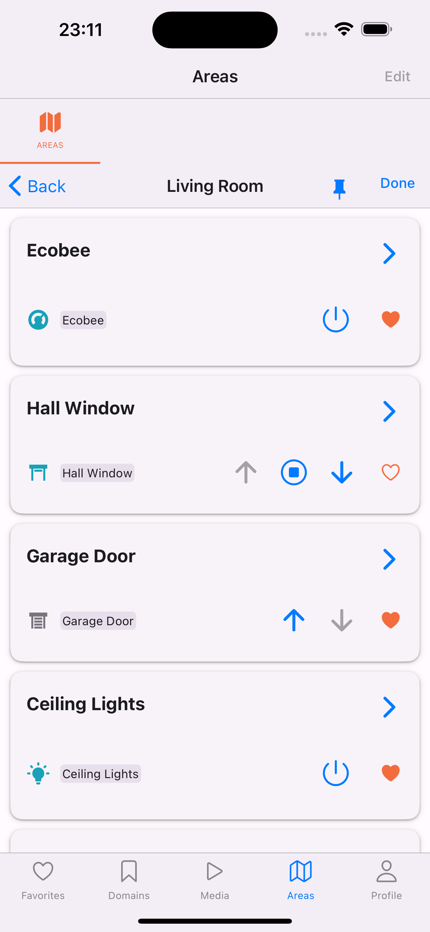 23:11
Areas
Edit
AREAS
Back
Living Room
Done
Ecobee
Ecobee
Hall Window
Hall Window
Garage Door
Garage Door
Ceiling Lights
Ceiling Lights
Favorites
Domains
Media
Areas
Profile